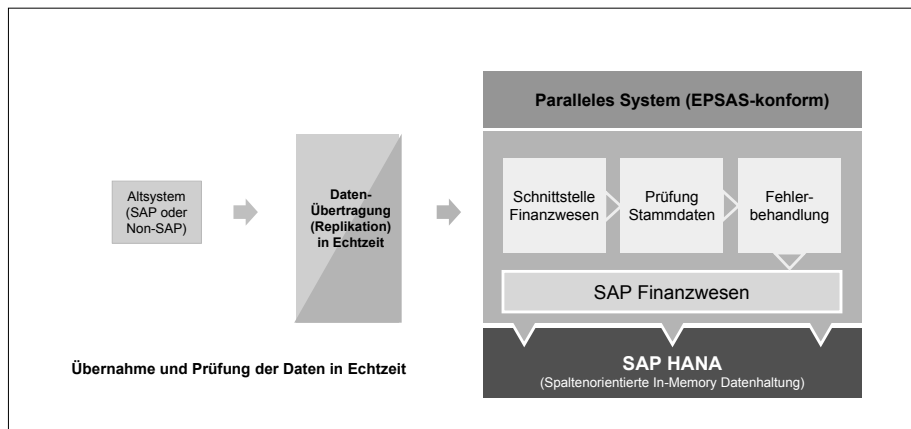 Paralleles System (EPSAS-konform)
Altsystem
(SAP oder
Non-SAP)
Daten-
Übertragung
(Replikation)
in Echtzeit
Schnittstelle
Finanzwesen
Prüfung
Stammdaten
Fehler-
behandlung
SAP Finanzwesen
SAP HANA
(Spaltenorientierte In-Memory Datenhaltung)
Übernahme und Prüfung der Daten in Echtzeit